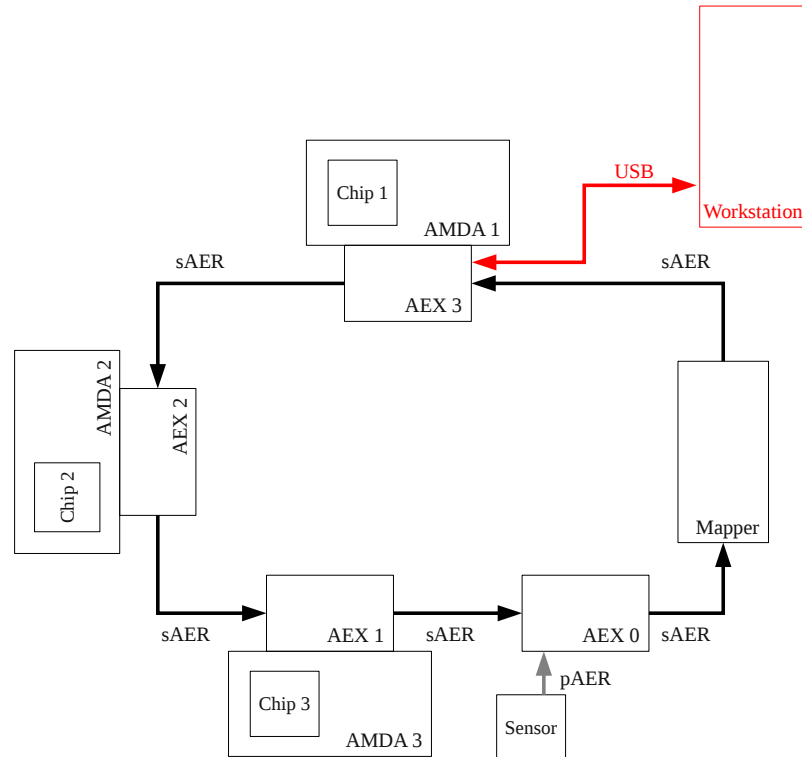 USB
Chip 1
Workstation
AMDA 1
sAER
sAER
AEX 3
AMDA 2
AEX 2
Chip 2
Mapper
sAER
AEX 1
sAER
AEX 0
sAER
pAER
Chip 3
Sensor
AMDA 3